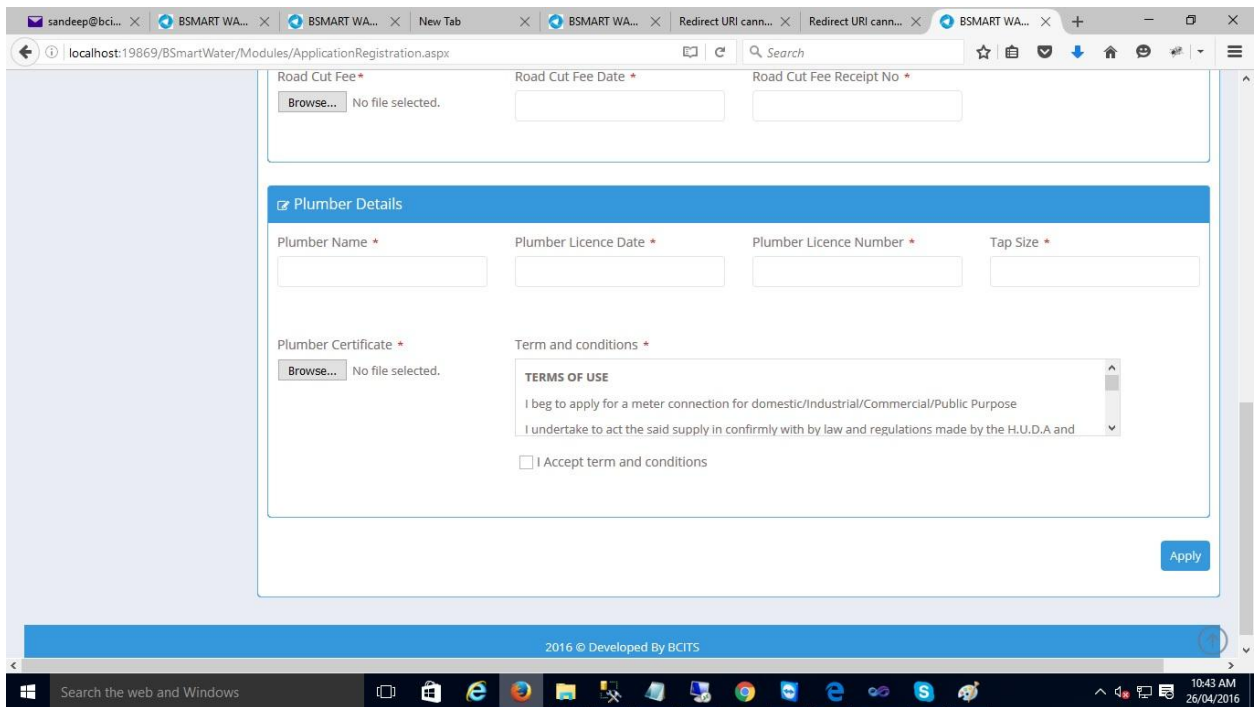 sandeep@bci... BSMART WA... BSMART WA... New Tab BSMART WA... Redirect URI cann... Redirect URI cann... BSMART WA...
localhost:19869/BSmartWater/Modules/ApplicationRegistration.aspx Search
Road Cut Fee* Road Cut Fee Date * Road Cut Fee Receipt No *
Browse... No file selected.
Plumber Details
Plumber Name * Plumber Licence Date * Plumber Licence Number * Tap Size *
Plumber Certificate * Term and conditions *
Browse... No file selected.
TERMS OF USE
I beg to apply for a meter connection for domestic/Industrial/Commercial/Public Purpose
I undertake to act the said supply in confirmly with by law and regulations made by the H.U.D.A and
I Accept term and conditions
Apply
2016 © Developed By BCITS
Search the web and Windows
10:43 AM
26/04/2016